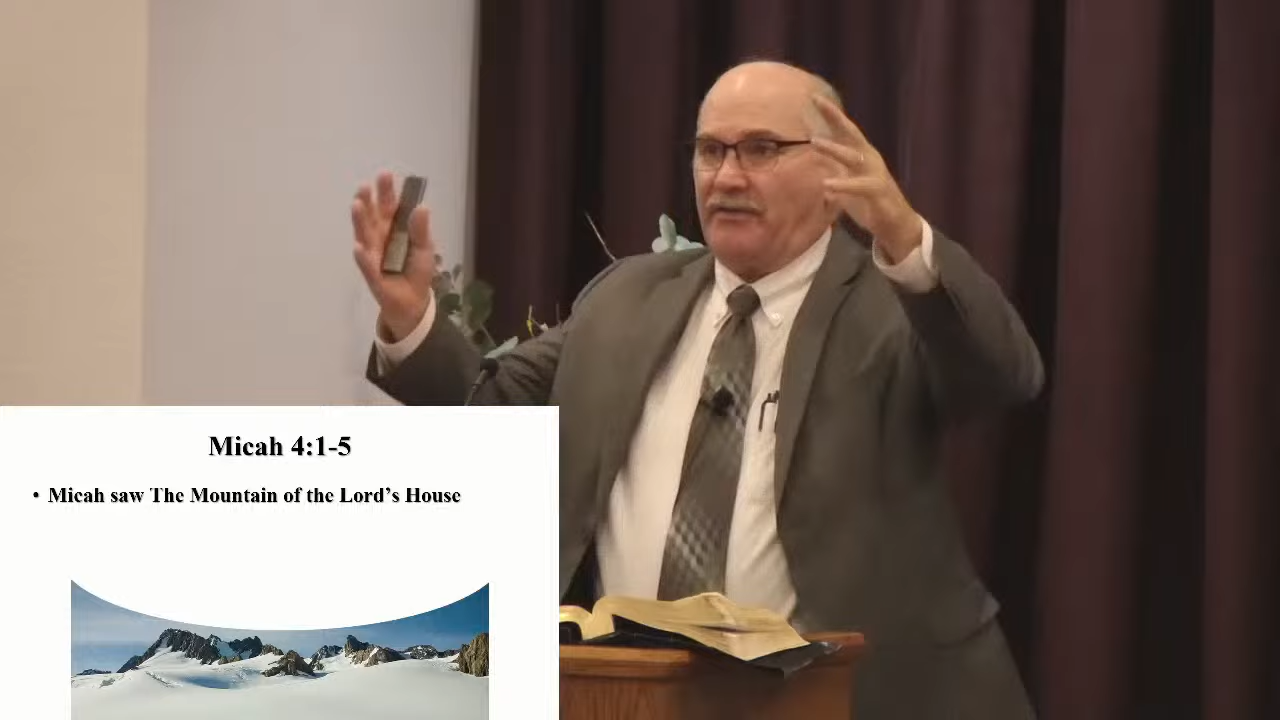 Micah 4:1-5
• Micah saw The Mountain of the Lord’s House